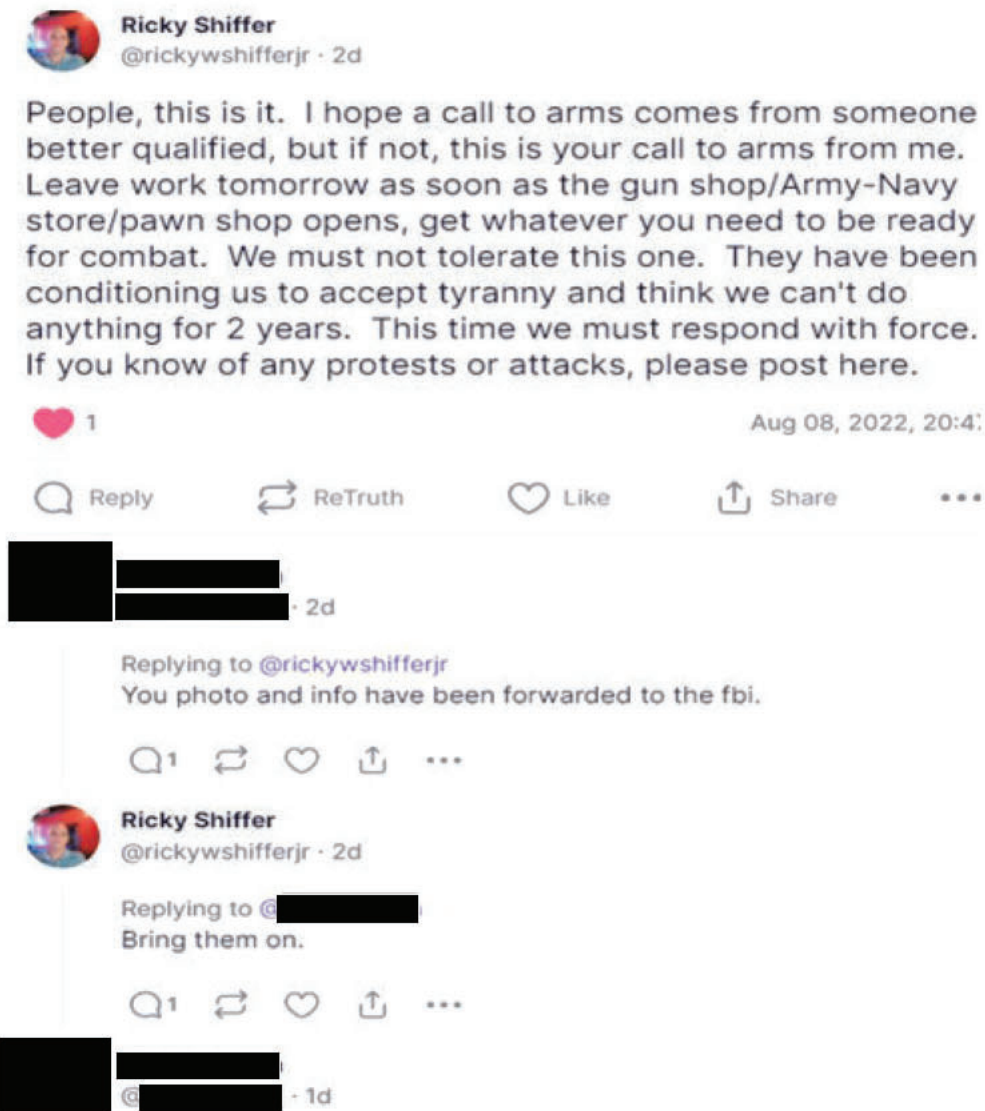 Ricky Shiffer
@rickywshifferjr · 2d
People, this is it.  I hope a call to arms comes from someone
better qualified, but if not, this is your call to arms from me.
Leave work tomorrow as soon as the gun shop/Army-Navy
store/pawn shop opens, get whatever you need to be ready
for combat.  We must not tolerate this one.  They have been
conditioning us to accept tyranny and think we can't do
anything for 2 years.  This time we must respond with force.
If you know of any protests or attacks, please post here.
1 Aug 08, 2022, 20:4
Reply ReTruth Like Share
· 2d
Replying to @rickywshifferjr
You photo and info have been forwarded to the fbi.
1
Ricky Shiffer
@rickywshifferjr · 2d
Replying to @
Bring them on.
1
@ · 1d